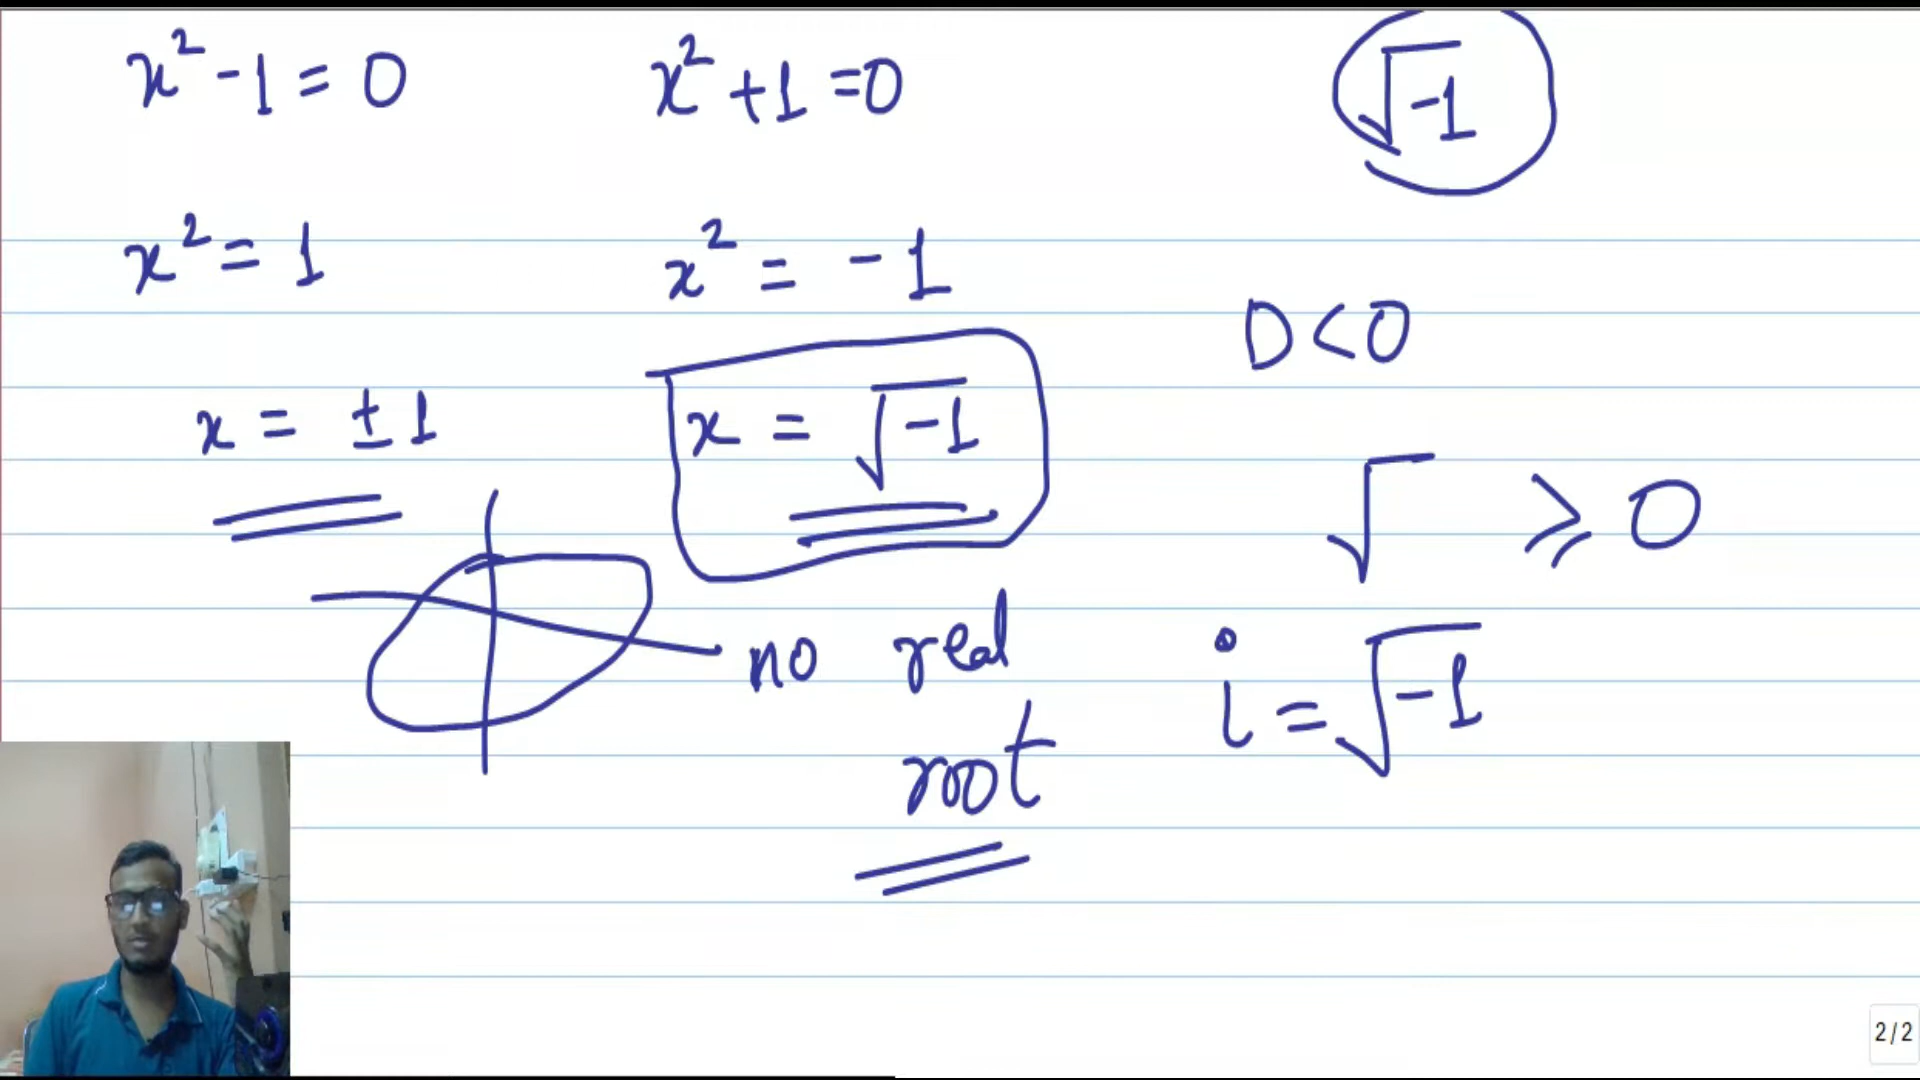 x² - 1 = 0
x² = 1
x = ± 1
x² + 1 = 0
x² = - 1
x = √-1
no real
root
√-1
D < 0
√ ⩾ 0
i = √-1
2/2